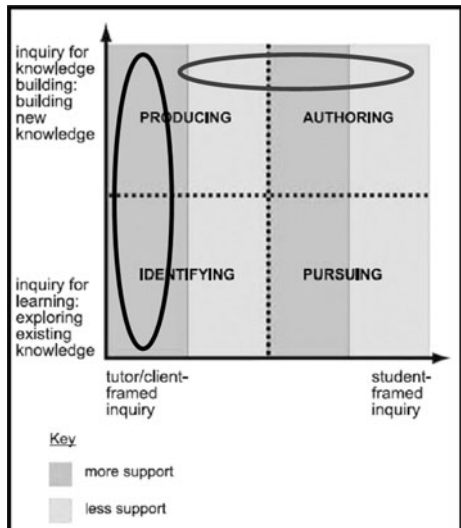 inquiry for
knowledge
building:
building
new
knowledge
PRODUCING
AUTHORING
IDENTIFYING
PURSUING
inquiry for
learning:
exploring
existing
knowledge
tutor/client-
framed
inquiry
student-
framed
inquiry
Key
more support
less support